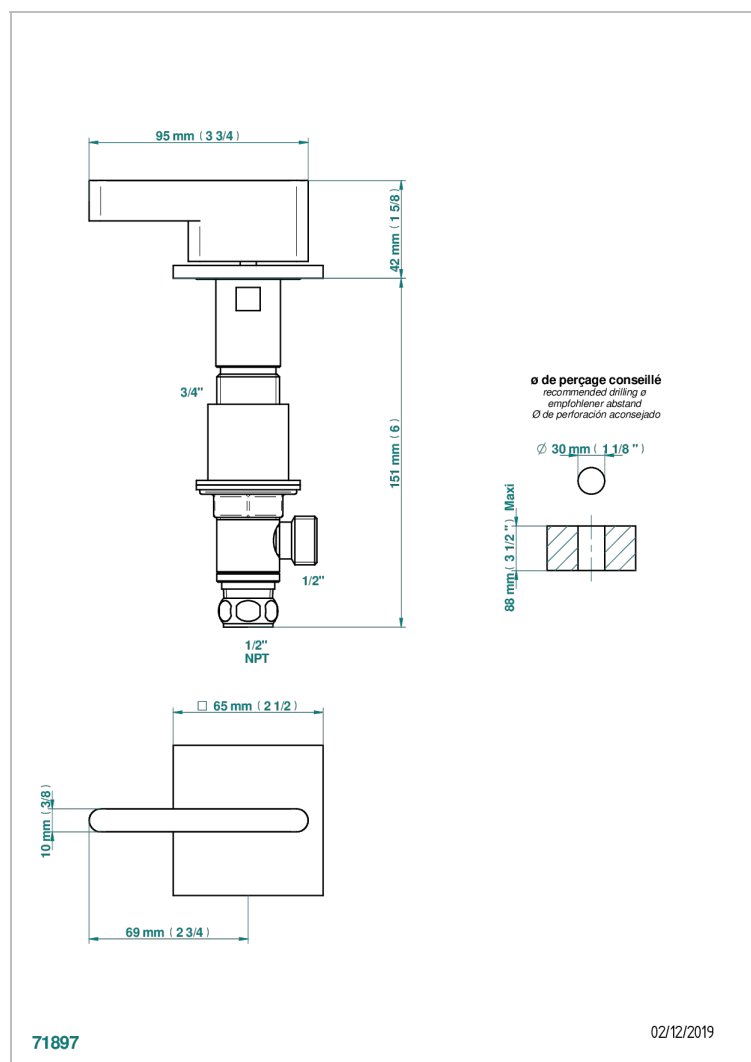 95 mm ( 3 3/4 )
42 mm ( 1 5/8 )
3/4"
151 mm ( 6 )
1/2"
1/2"
NPT
ø de perçage conseillé
recommended drilling ø
empfohlener abstand
Ø de perforación aconsejado
∅ 30 mm ( 1 1/8 " )
88 mm ( 3 1/2 " ) Maxi
□ 65 mm ( 2 1/2 )
10 mm ( 3/8 )
69 mm ( 2 3/4 )
71897
02/12/2019